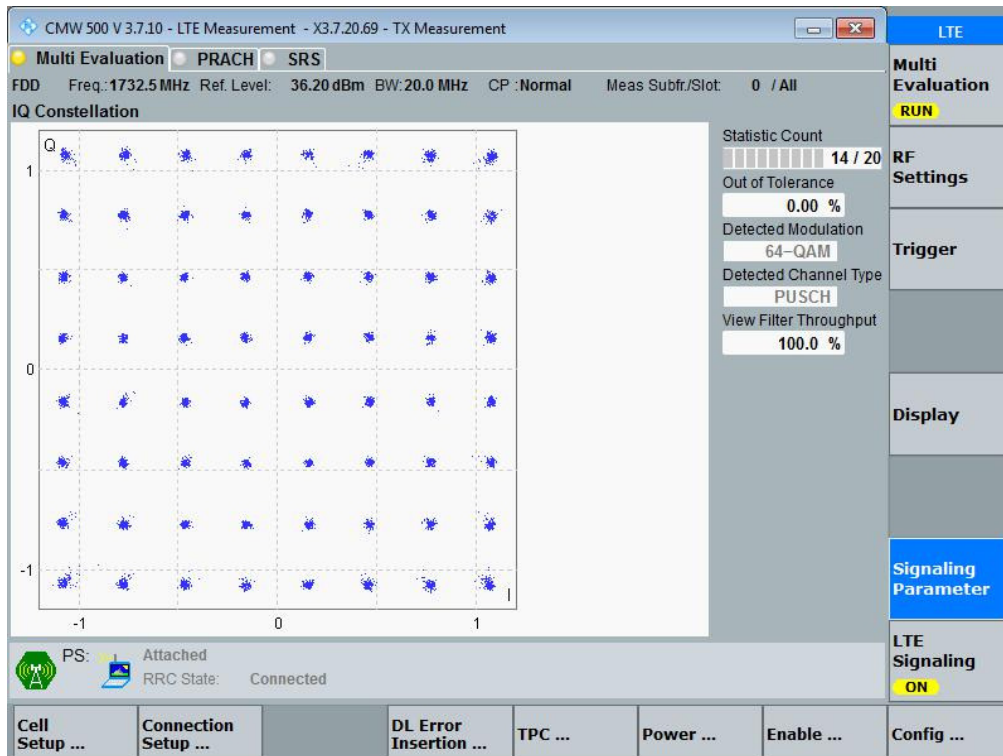 CMW 500 V 3.7.10 - LTE Measurement - X3.7.20.69 - TX Measurement
LTE
Multi Evaluation PRACH SRS
FDD Freq.:1732.5 MHz Ref. Level: 36.20 dBm BW:20.0 MHz CP :Normal Meas Subfr./Slot: 0 / All
IQ Constellation
Q
1
0
-1
-1 0 1
I
Statistic Count
14 / 20
Out of Tolerance
0.00 %
Detected Modulation
64-QAM
Detected Channel Type
PUSCH
View Filter Throughput
100.0 %
Multi
Evaluation
RUN
RF
Settings
Trigger
Display
Signaling
Parameter
LTE
Signaling
ON
PS: Attached
RRC State: Connected
Cell
Setup ...
Connection
Setup ...
DL Error
Insertion ...
TPC ...
Power ...
Enable ...
Config ...